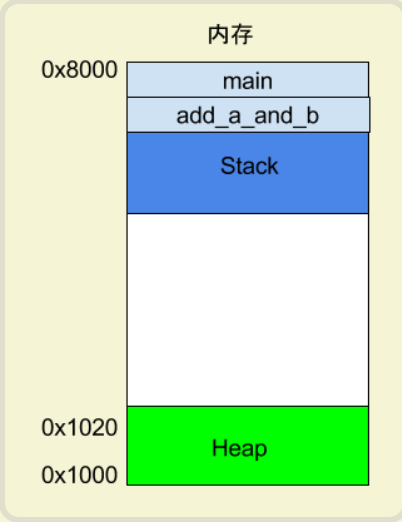 内存
0x8000
main
add_a_and_b
Stack
0x1020
Heap
0x1000